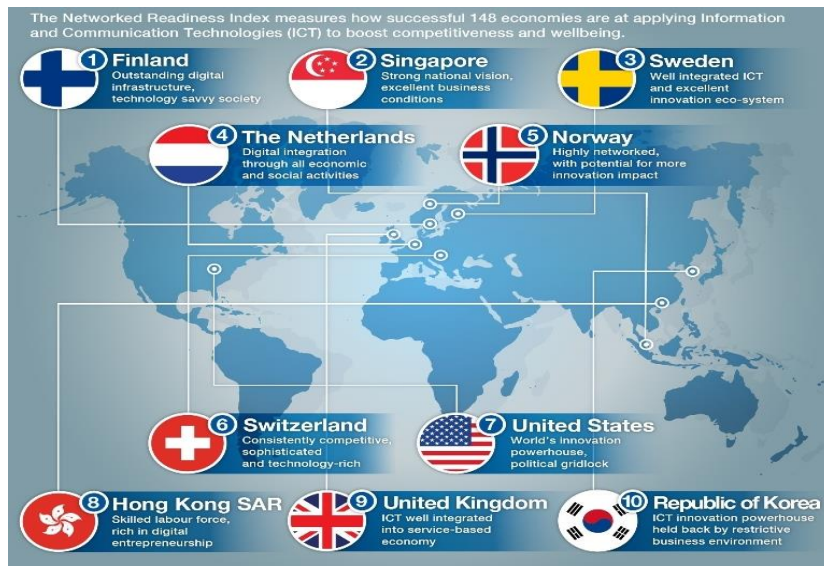 The Networked Readiness Index measures how successful 148 economies are at applying Information
and Communication Technologies (ICT) to boost competitiveness and wellbeing.
1 Finland
Outstanding digital
infrastructure,
technology savvy society
2 Singapore
Strong national vision,
excellent business
conditions
3 Sweden
Well integrated ICT
and excellent
innovation eco-system
4 The Netherlands
Digital integration
through all economic
and social activities
5 Norway
Highly networked,
with potential for more
innovation impact
6 Switzerland
Consistently competitive,
sophisticated
and technology-rich
7 United States
World's innovation
powerhouse,
political gridlock
8 Hong Kong SAR
Skilled labour force,
rich in digital
entrepreneurship
9 United Kingdom
ICT well integrated
into service-based
economy
10 Republic of Korea
ICT innovation powerhouse
held back by restrictive
business environment